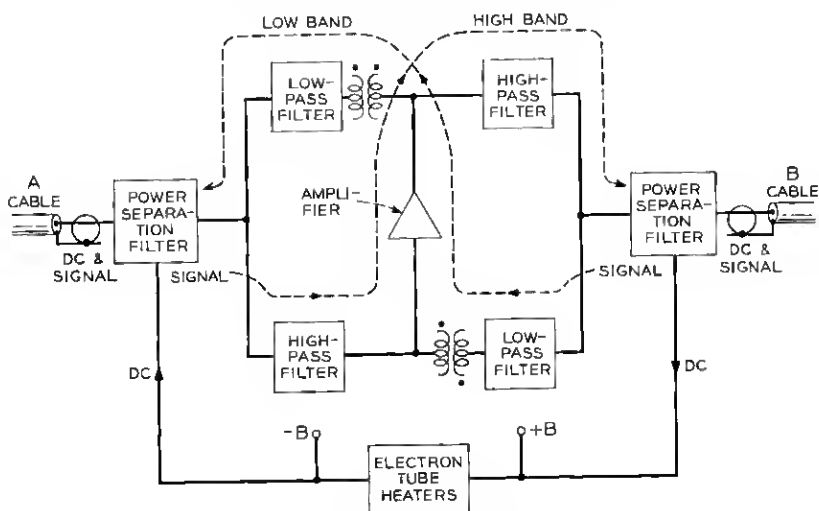 LOW BAND
HIGH BAND
LOW-
PASS
FILTER
HIGH-
PASS
FILTER
AMPLI-
FIER
A
CABLE
POWER
SEPARA-
TION
FILTER
DC &
SIGNAL
SIGNAL
POWER
SEPARA-
TION
FILTER
B
CABLE
DC &
SIGNAL
SIGNAL
HIGH-
PASS
FILTER
LOW-
PASS
FILTER
DC
DC
-B
+B
ELECTRON
TUBE
HEATERS